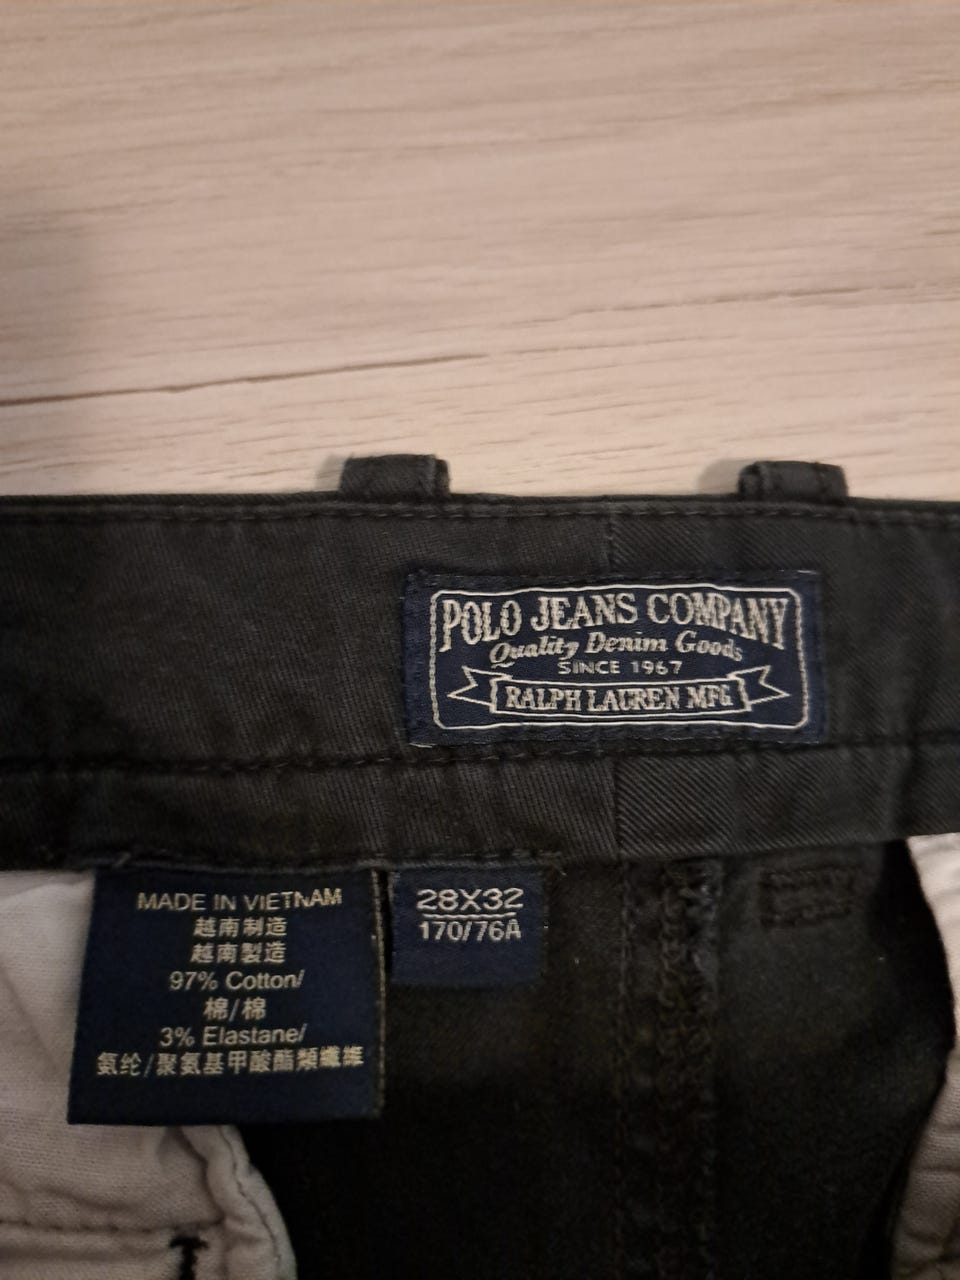 POLO JEANS COMPANY
Quality Denim Goods
SINCE 1967
RALPH LAUREN MFG
MADE IN VIETNAM
越南制造
越南製造
97% Cotton/
棉/棉
3% Elastane/
氨纶/聚氨基甲酸酯類纖維
28X32
170/76A